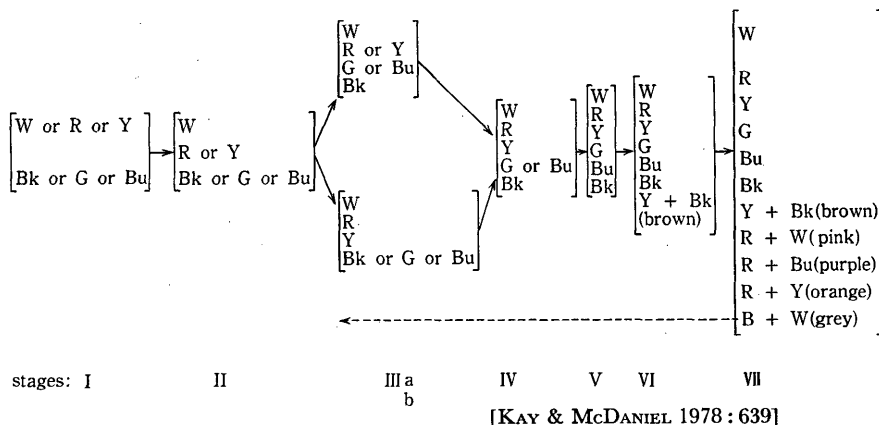 W or R or Y
Bk or G or Bu
W
R or Y
Bk or G or Bu
W
R or Y
G or Bu
Bk
W
R
Y
Bk or G or Bu
W
R
Y
G or Bu
Bk
W
R
Y
G
Bu
Bk
W
R
Y
G
Bu
Bk
Y + Bk
(brown)
W
R
Y
G
Bu
Bk
Y + Bk(brown)
R + W(pink)
R + Bu(purple)
R + Y(orange)
B + W(grey)
stages: I II III a IV V VI VII
b
[KAY & MCDANIEL 1978 : 639]